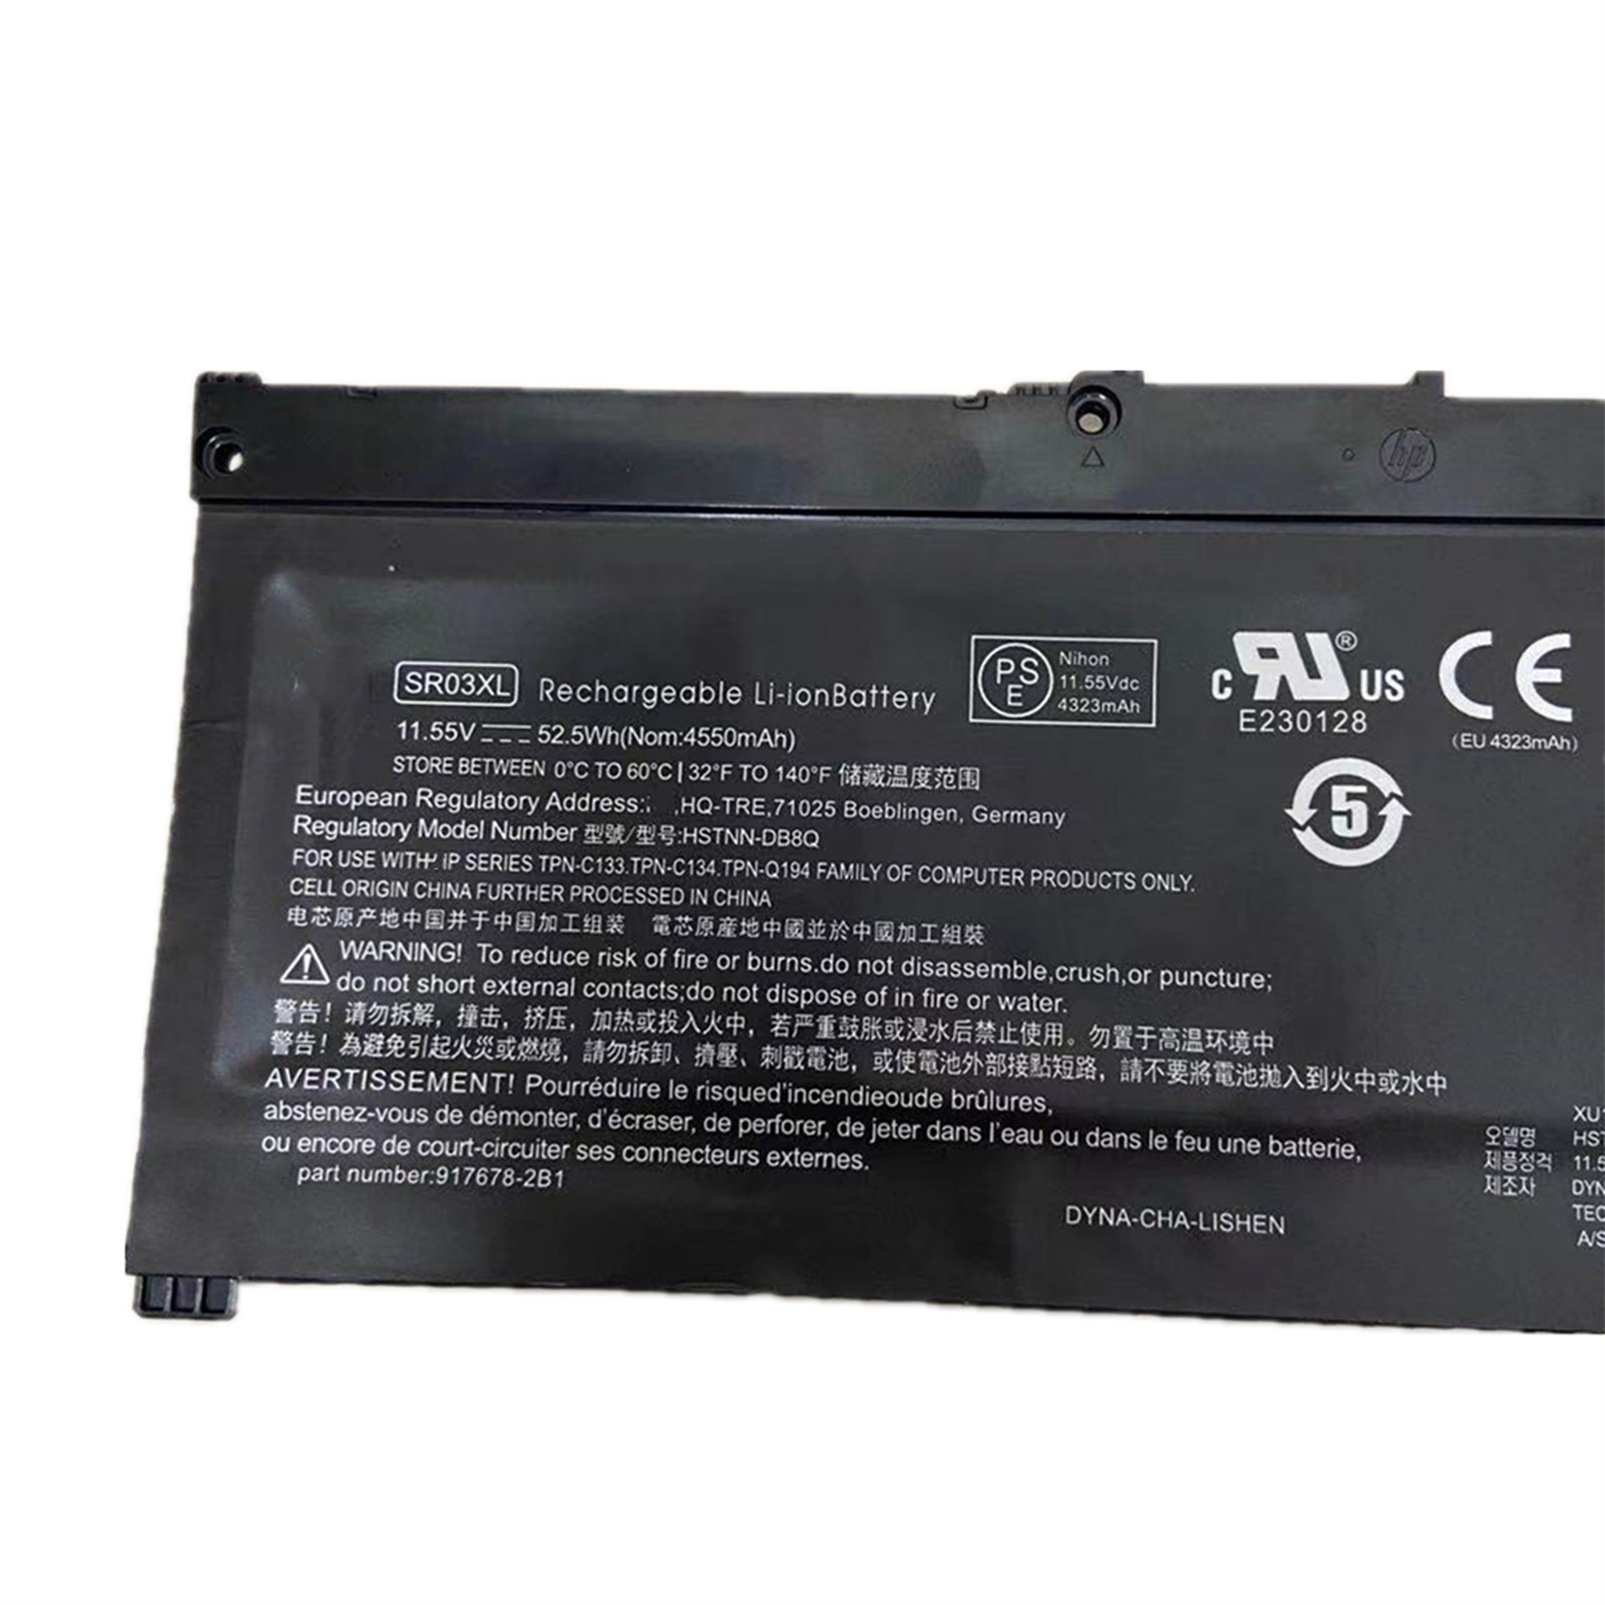 hp
SR03XL Rechargeable Li-ionBattery
PS
E
Nihon
11.55Vdc
4323mAh
c RU® US
E230128
CE
(EU 4323mAh)
11.55V 52.5Wh(Nom:4550mAh)
STORE BETWEEN 0°C TO 60°C | 32°F TO 140°F 储藏温度范围
5
European Regulatory Address: ,HQ-TRE,71025 Boeblingen, Germany
Regulatory Model Number 型號/型号:HSTNN-DB8Q
FOR USE WITH IP SERIES TPN-C133.TPN-C134.TPN-Q194 FAMILY OF COMPUTER PRODUCTS ONLY.
CELL ORIGIN CHINA FURTHER PROCESSED IN CHINA
电芯原产地中国并于中国加工组装 電芯原産地中國並於中國加工組裝
WARNING! To reduce risk of fire or burns.do not disassemble,crush,or puncture;
do not short external contacts;do not dispose of in fire or water.
警告！请勿拆解，撞击，挤压，加热或投入火中，若严重鼓胀或浸水后禁止使用。勿置于高温环境中
警告！為避免引起火災或燃燒，請勿拆卸、擠壓、刺戳電池，或使電池外部接點短路，請不要將電池拋入到火中或水中
AVERTISSEMENT! Pourréduire le risqued'incendieoude brûlures,
abstenez-vous de démonter, d'écraser, de perforer, de jeter dans l'eau ou dans le feu une batterie,
ou encore de court-circuiter ses connecteurs externes.
part number:917678-2B1
DYNA-CHA-LISHEN
XU1
오델명 HST
제품정격 11.5
제조자 DYN
TEC
A/S